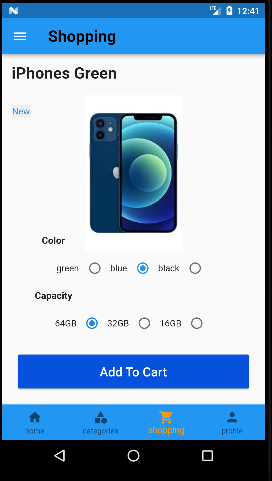 LTE 12:41
Shopping
iPhones Green
New
Color
green blue black
Capacity
64GB 32GB 16GB
Add To Cart
home categories shopping profile